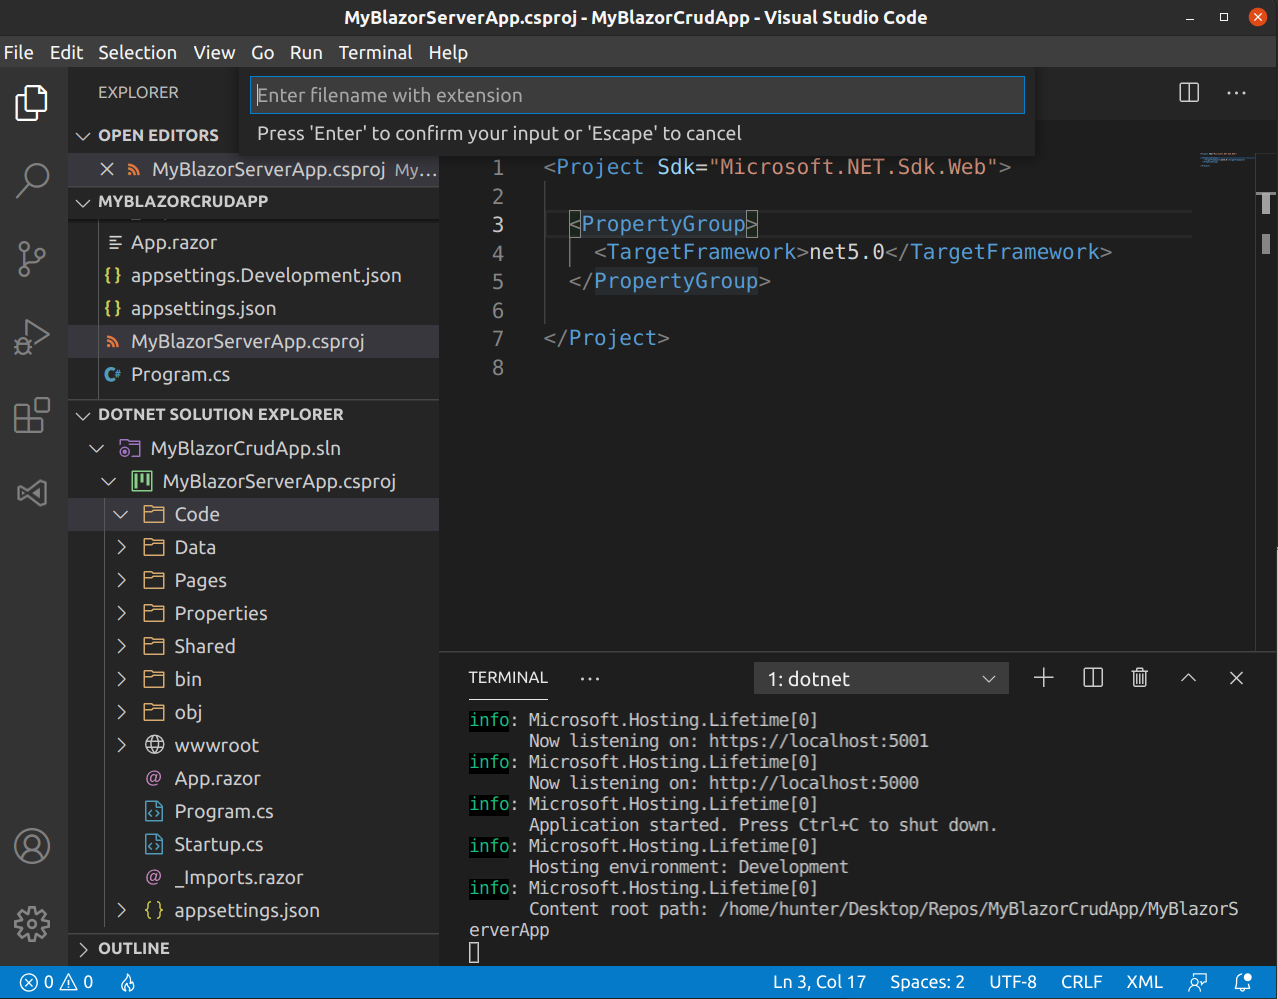 MyBlazorServerApp.csproj - MyBlazorCrudApp - Visual Studio Code
File Edit Selection View Go Run Terminal Help
EXPLORER
Enter filename with extension
Press 'Enter' to confirm your input or 'Escape' to cancel
OPEN EDITORS
MyBlazorServerApp.csproj My...
MYBLAZORCRUDAPP
App.razor
{} appsettings.Development.json
{} appsettings.json
MyBlazorServerApp.csproj
C# Program.cs
DOTNET SOLUTION EXPLORER
MyBlazorCrudApp.sln
MyBlazorServerApp.csproj
Code
Data
Pages
Properties
Shared
bin
obj
wwwroot
@ App.razor
Program.cs
Startup.cs
@ _Imports.razor
{} appsettings.json
OUTLINE
1 <Project Sdk="Microsoft.NET.Sdk.Web">
2
3 <PropertyGroup>
4 <TargetFramework>net5.0</TargetFramework>
5 </PropertyGroup>
6
7 </Project>
8
TERMINAL ... 1: dotnet
info: Microsoft.Hosting.Lifetime[0]
Now listening on: https://localhost:5001
info: Microsoft.Hosting.Lifetime[0]
Now listening on: http://localhost:5000
info: Microsoft.Hosting.Lifetime[0]
Application started. Press Ctrl+C to shut down.
info: Microsoft.Hosting.Lifetime[0]
Hosting environment: Development
info: Microsoft.Hosting.Lifetime[0]
Content root path: /home/hunter/Desktop/Repos/MyBlazorCrudApp/MyBlazorS
erverApp
0 0 Ln 3, Col 17 Spaces: 2 UTF-8 CRLF XML